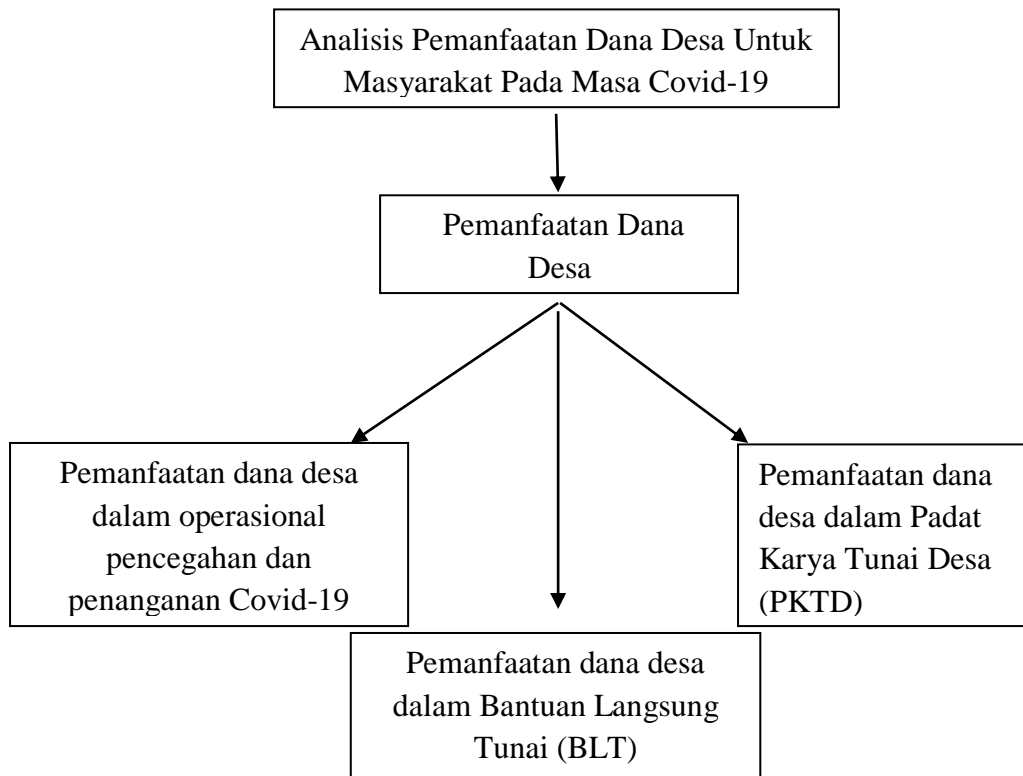 Analisis Pemanfaatan Dana Desa Untuk
Masyarakat Pada Masa Covid-19
Pemanfaatan Dana
Desa
Pemanfaatan dana desa
dalam operasional
pencegahan dan
penanganan Covid-19
Pemanfaatan dana desa
dalam Bantuan Langsung
Tunai (BLT)
Pemanfaatan dana
desa dalam Padat
Karya Tunai Desa
(PKTD)